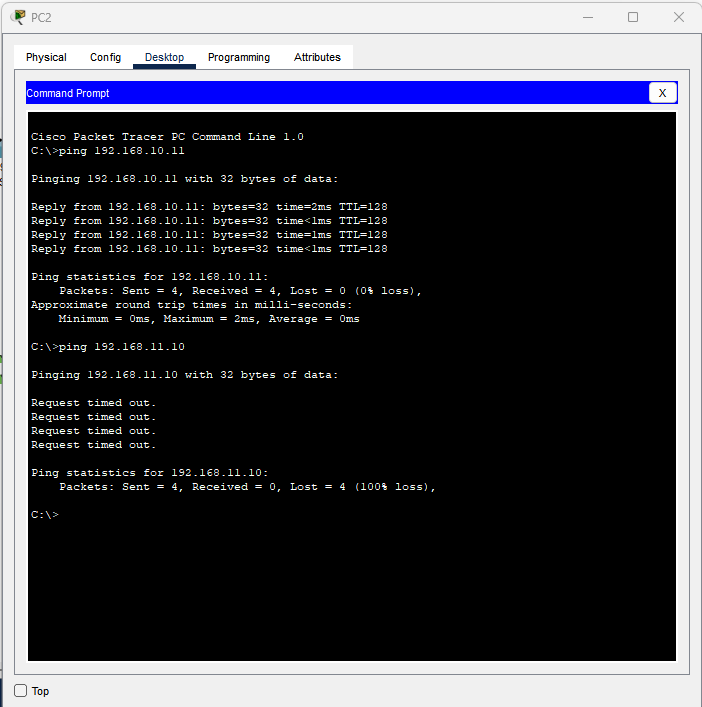 PC2
Physical Config Desktop Programming Attributes
Command Prompt X
Cisco Packet Tracer PC Command Line 1.0
C:\>ping 192.168.10.11
Pinging 192.168.10.11 with 32 bytes of data:
Reply from 192.168.10.11: bytes=32 time=2ms TTL=128
Reply from 192.168.10.11: bytes=32 time<1ms TTL=128
Reply from 192.168.10.11: bytes=32 time=1ms TTL=128
Reply from 192.168.10.11: bytes=32 time<1ms TTL=128
Ping statistics for 192.168.10.11:
Packets: Sent = 4, Received = 4, Lost = 0 (0% loss),
Approximate round trip times in milli-seconds:
Minimum = 0ms, Maximum = 2ms, Average = 0ms
C:\>ping 192.168.11.10
Pinging 192.168.11.10 with 32 bytes of data:
Request timed out.
Request timed out.
Request timed out.
Request timed out.
Ping statistics for 192.168.11.10:
Packets: Sent = 4, Received = 0, Lost = 4 (100% loss),
C:\>
Top